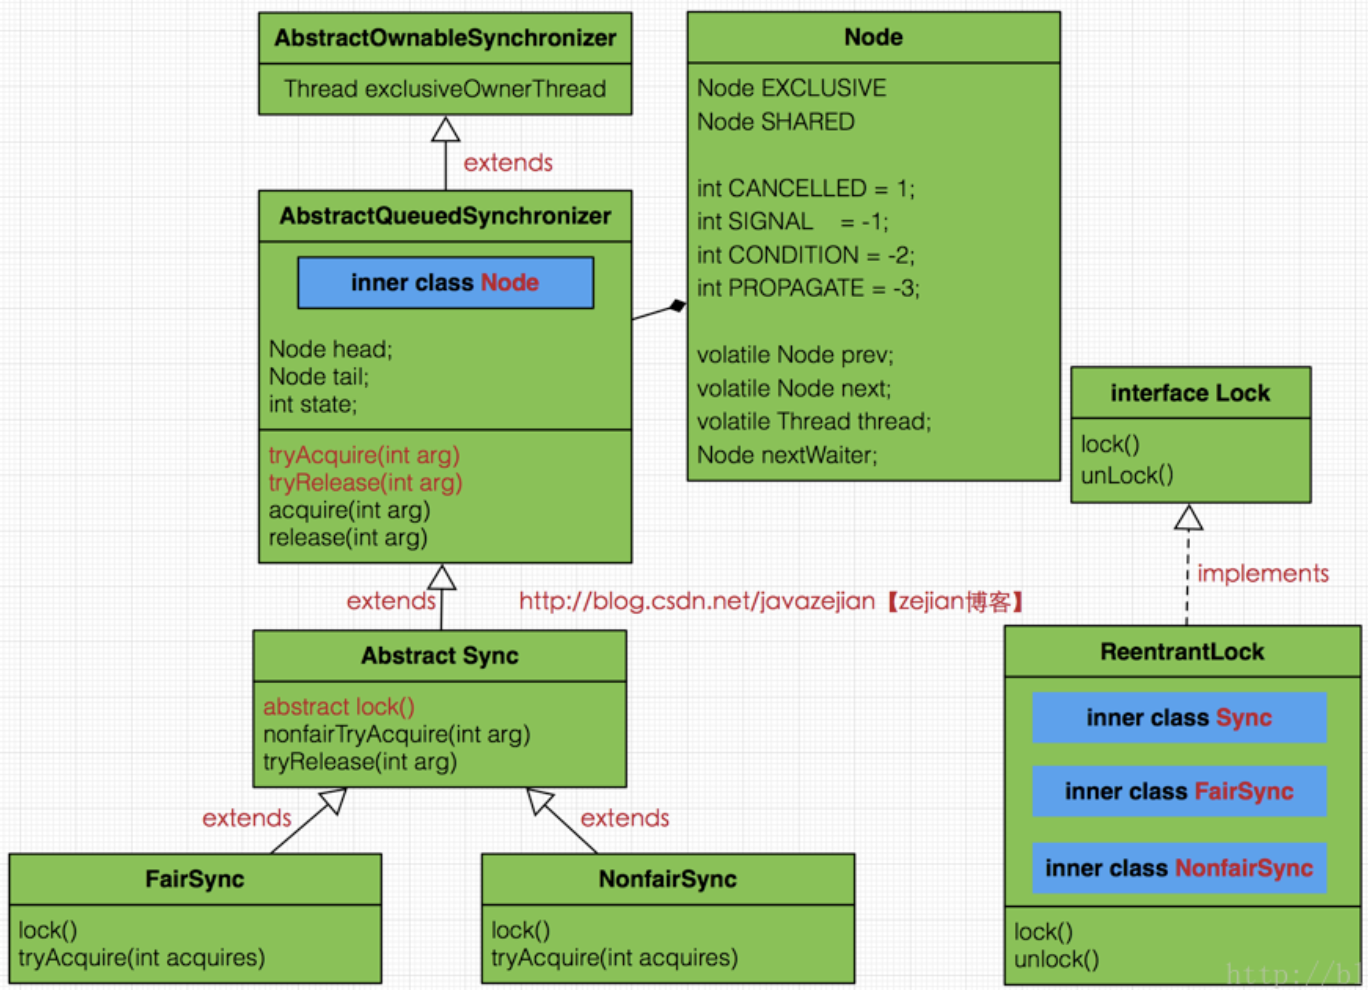 AbstractOwnableSynchronizer
Thread exclusiveOwnerThread
extends
AbstractQueuedSynchronizer
inner class Node
Node head;
Node tail;
int state;
tryAcquire(int arg)
tryRelease(int arg)
acquire(int arg)
release(int arg)
Node
Node EXCLUSIVE
Node SHARED
int CANCELLED = 1;
int SIGNAL = -1;
int CONDITION = -2;
int PROPAGATE = -3;
volatile Node prev;
volatile Node next;
volatile Thread thread;
Node nextWaiter;
interface Lock
lock()
unLock()
implements
extends
http://blog.csdn.net/javazejian【zejian博客】
Abstract Sync
abstract lock()
nonfairTryAcquire(int arg)
tryRelease(int arg)
extends
extends
FairSync
lock()
tryAcquire(int acquires)
NonfairSync
lock()
tryAcquire(int acquires)
ReentrantLock
inner class Sync
inner class FairSync
inner class NonfairSync
lock()
unlock()
http://bl